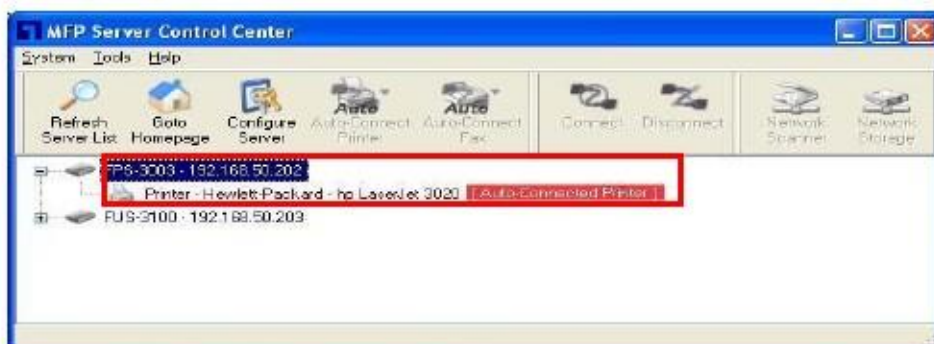 MFP Server Control Center
System Tools Help
Refresh Server List
Goto Homepage
Configure Server
Auto
Auto-Connect Printer
Auto
Auto-Connect Fax
Connect
Disconnect
Network Scanner
Network Storage
FPS-3003 - 192.168.50.202
Printer - Hewlett-Packard - hp LaserJet 3020 [ Auto-Connected Printer ]
FUS-3100 - 192.168.50.203